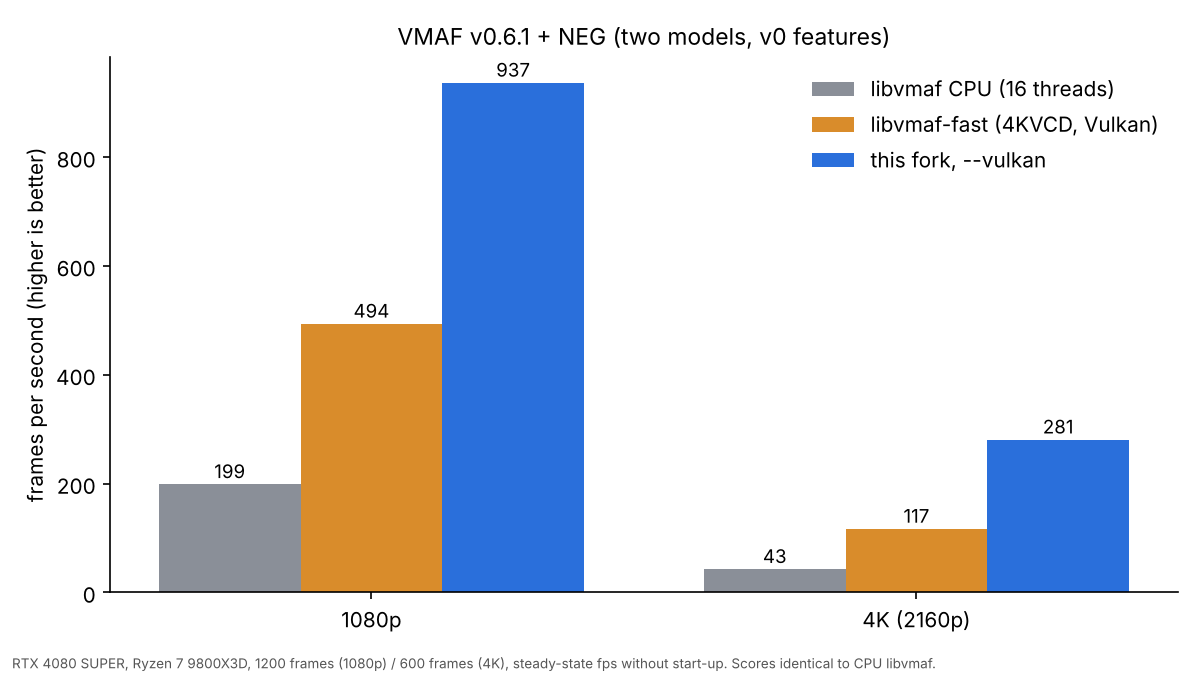 VMAF v0.6.1 + NEG (two models, v0 features)
libvmaf CPU (16 threads)
libvmaf-fast (4KVCD, Vulkan)
this fork, --vulkan
frames per second (higher is better)
800
600
400
200
0
199
494
937
43
117
281
1080p
4K (2160p)
RTX 4080 SUPER, Ryzen 7 9800X3D, 1200 frames (1080p) / 600 frames (4K), steady-state fps without start-up. Scores identical to CPU libvmaf.